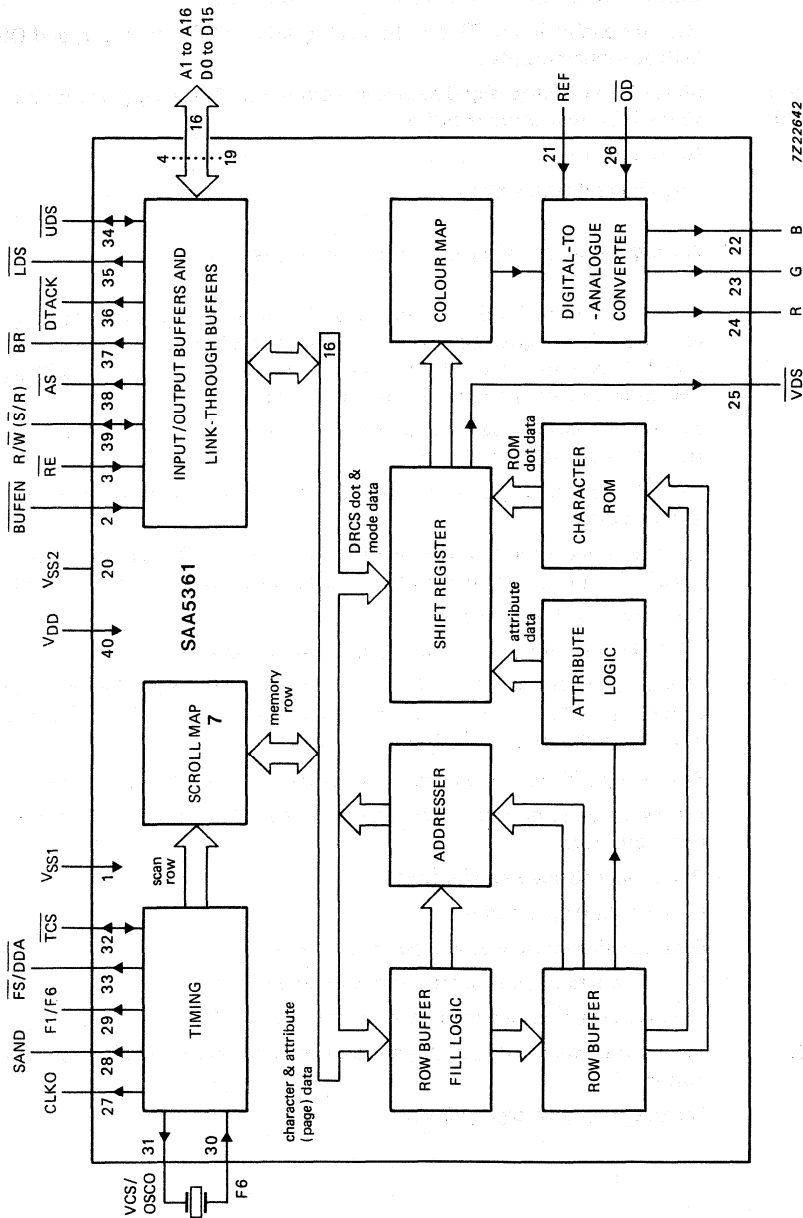 A1 to A16
D0 to D15
16
4
19
UDS
34
LDS
35
DTACK
36
BR
37
AS
38
R/W (S/R)
39
RE
3
BUFEN
2
INPUT/OUTPUT BUFFERS AND
LINK-THROUGH BUFFERS
VSS2
20
VDD
40
SAA5361
16
REF
21
OD
26
COLOUR MAP
DIGITAL-TO
-ANALOGUE
CONVERTER
22
B
23
G
24
R
25
VDS
DRCS dot &
mode data
SHIFT REGISTER
ROM
dot data
CHARACTER
ROM
attribute
data
ATTRIBUTE
LOGIC
SCROLL MAP
7
memory
row
scan
row
VSS1
1
TCS
32
FS/DDA
33
F1/F6
29
SAND
28
CLKO
27
TIMING
31
30
VCS/
OSCO
F6
character & attribute
(page) data
ADDRESSER
ROW BUFFER
FILL LOGIC
ROW BUFFER
7Z22642